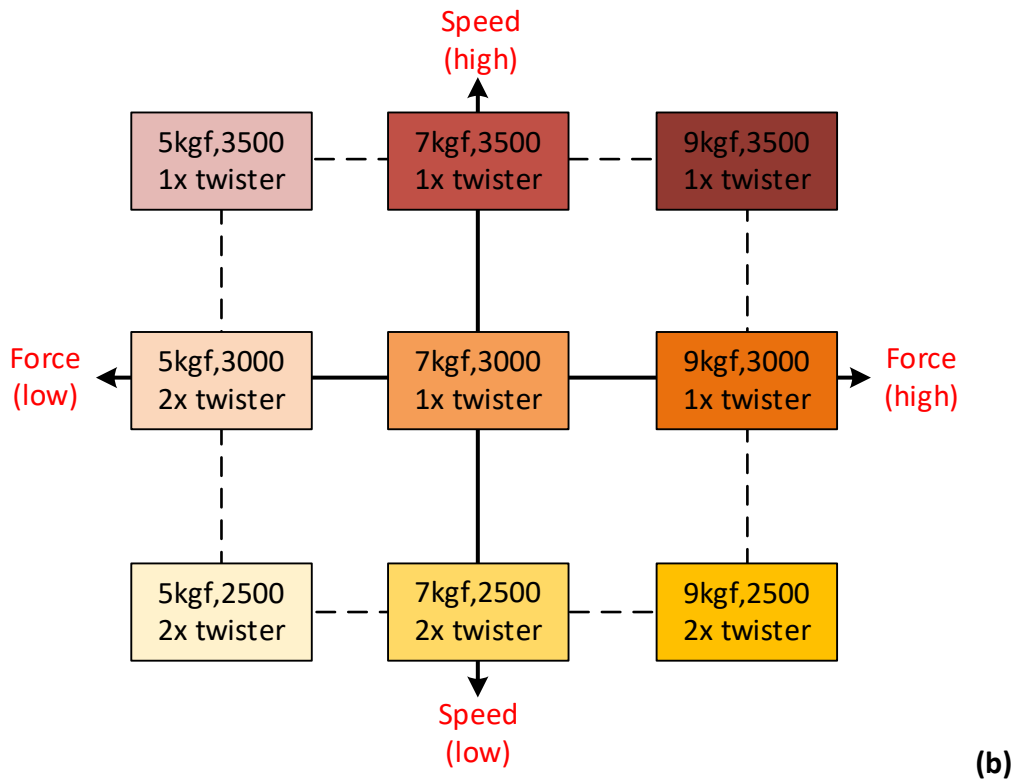 Speed
(high)
5kgf,3500
1x twister
7kgf,3500
1x twister
9kgf,3500
1x twister
Force
(low)
5kgf,3000
2x twister
7kgf,3000
1x twister
9kgf,3000
1x twister
Force
(high)
5kgf,2500
2x twister
7kgf,2500
2x twister
9kgf,2500
2x twister
Speed
(low)
(b)